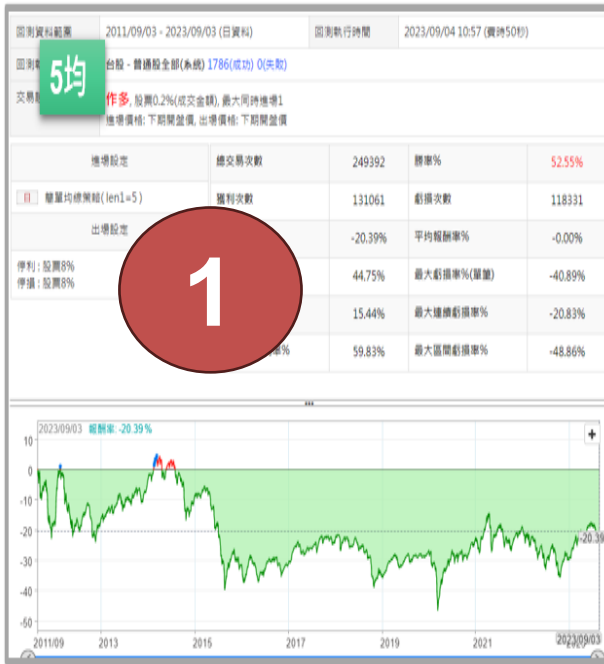 回測資料範圍 2011/09/03 - 2023/09/03 (日資料) 回測執行時間 2023/09/04 10:57 (費時50秒)
回測 台股 - 普通股全部(系統) 1786(成功) 0(失敗)
5均
交易 作多, 股票0.2%(成交金額), 最大同時進場1
進場價格: 下期開盤價, 出場價格: 下期開盤價
進場設定 總交易次數 249392 勝率% 52.55%
日 簡單均線策略( len1=5 ) 獲利次數 131061 虧損次數 118331
出場設定 -20.39% 平均報酬率% -0.00%
停利 : 股票8%
停損 : 股票8%
44.75% 最大虧損率%(單筆) -40.89%
1
15.44% 最大連續虧損率% -20.83%
率% 59.83% 最大區間虧損率% -48.86%
2023/09/03 報酬率: -20.39 %
+
10
0
-10
-20
-20.39
-30
-40
-50
2011/09 2013 2015 2017 2019 2021 2023/09/03